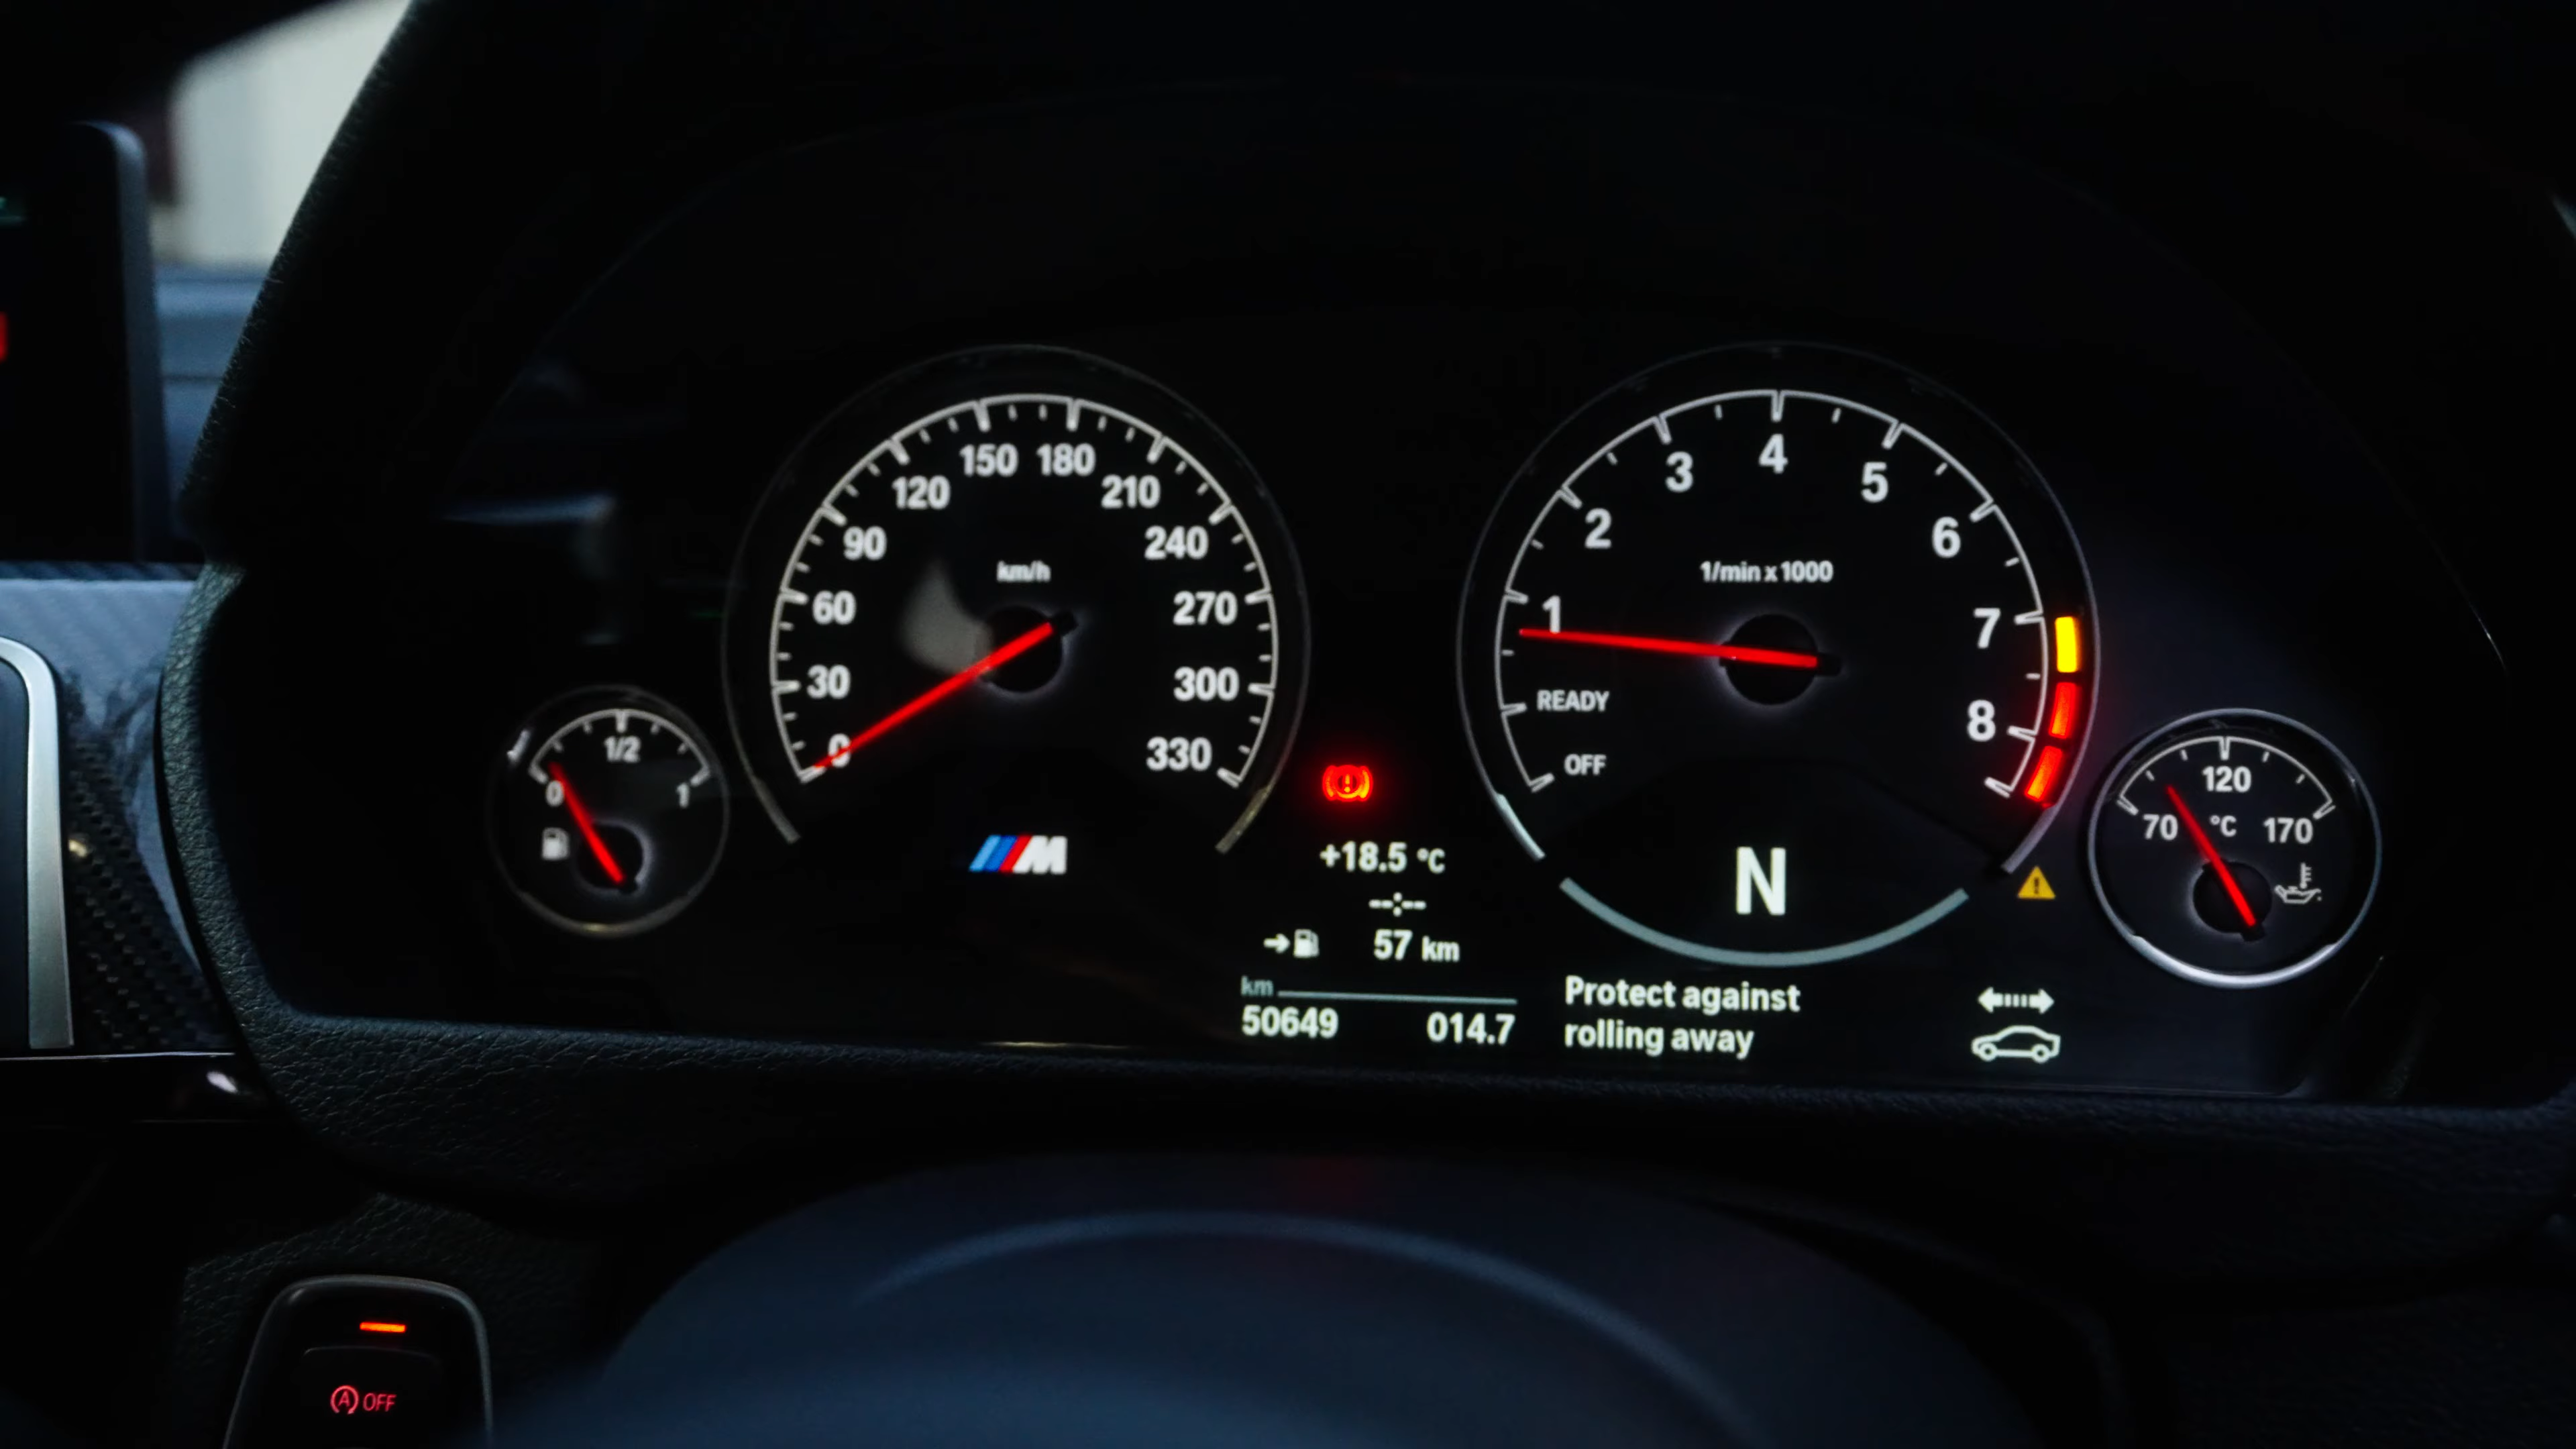 150 180
120 210
90 240
60 270
30 300
0 330
km/h
1/2
0 1
M
+18.5 °C
--:--
57 km
km
50649 014.7
4
3 5
2 6
1 7
8
1/min x 1000
READY
OFF
N
Protect against
rolling away
120
70 °C 170
A OFF